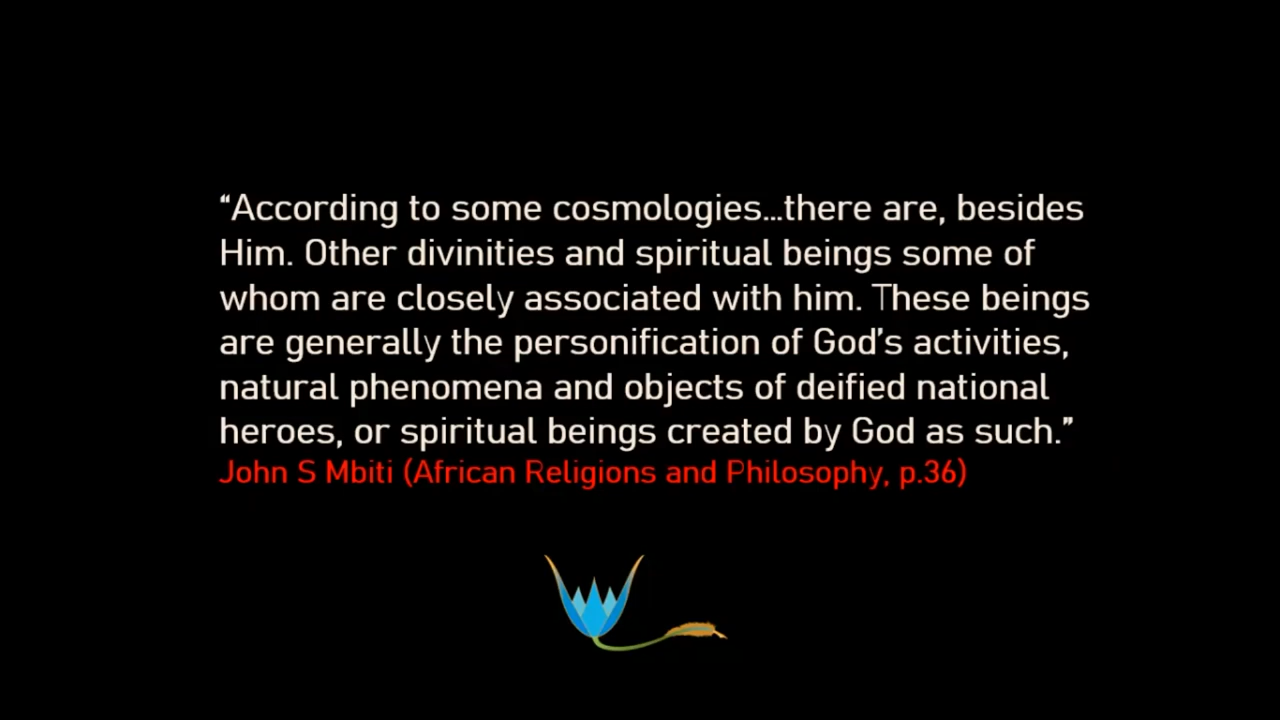 “According to some cosmologies...there are, besides
Him. Other divinities and spiritual beings some of
whom are closely associated with him. These beings
are generally the personification of God’s activities,
natural phenomena and objects of deified national
heroes, or spiritual beings created by God as such.”
John S Mbiti (African Religions and Philosophy, p.36)